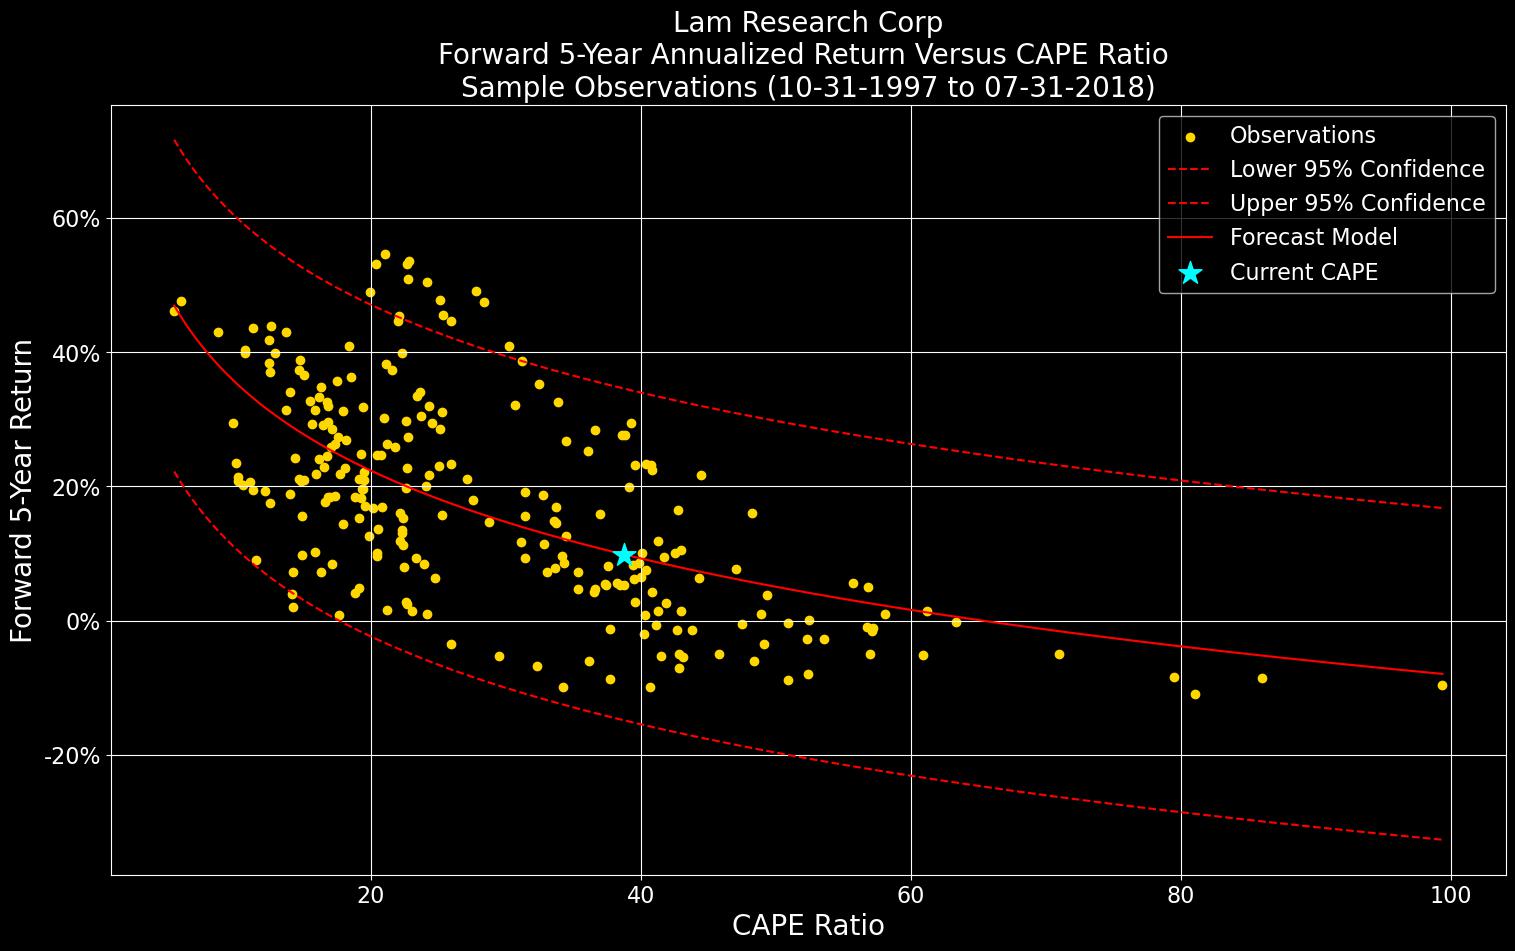 Lam Research Corp
Forward 5-Year Annualized Return Versus CAPE Ratio
Sample Observations (10-31-1997 to 07-31-2018)
Observations
Lower 95% Confidence
Upper 95% Confidence
Forecast Model
Current CAPE
Forward 5-Year Return
60%
40%
20%
0%
-20%
20
40
60
80
100
CAPE Ratio